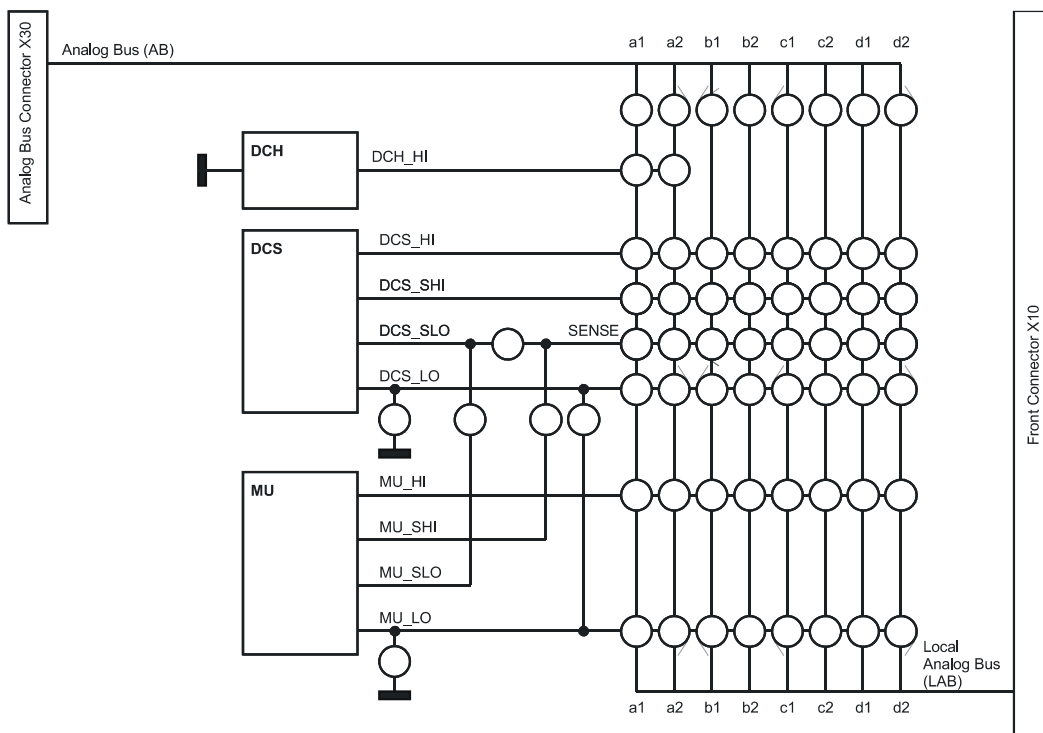 Analog Bus Connector X30
Analog Bus (AB)
a1 a2 b1 b2 c1 c2 d1 d2
DCH
DCH_HI
DCS
DCS_HI
DCS_SHI
DCS_SLO
SENSE
DCS_LO
MU
MU_HI
MU_SHI
MU_SLO
MU_LO
Local
Analog Bus
(LAB)
a1 a2 b1 b2 c1 c2 d1 d2
Front Connector X10